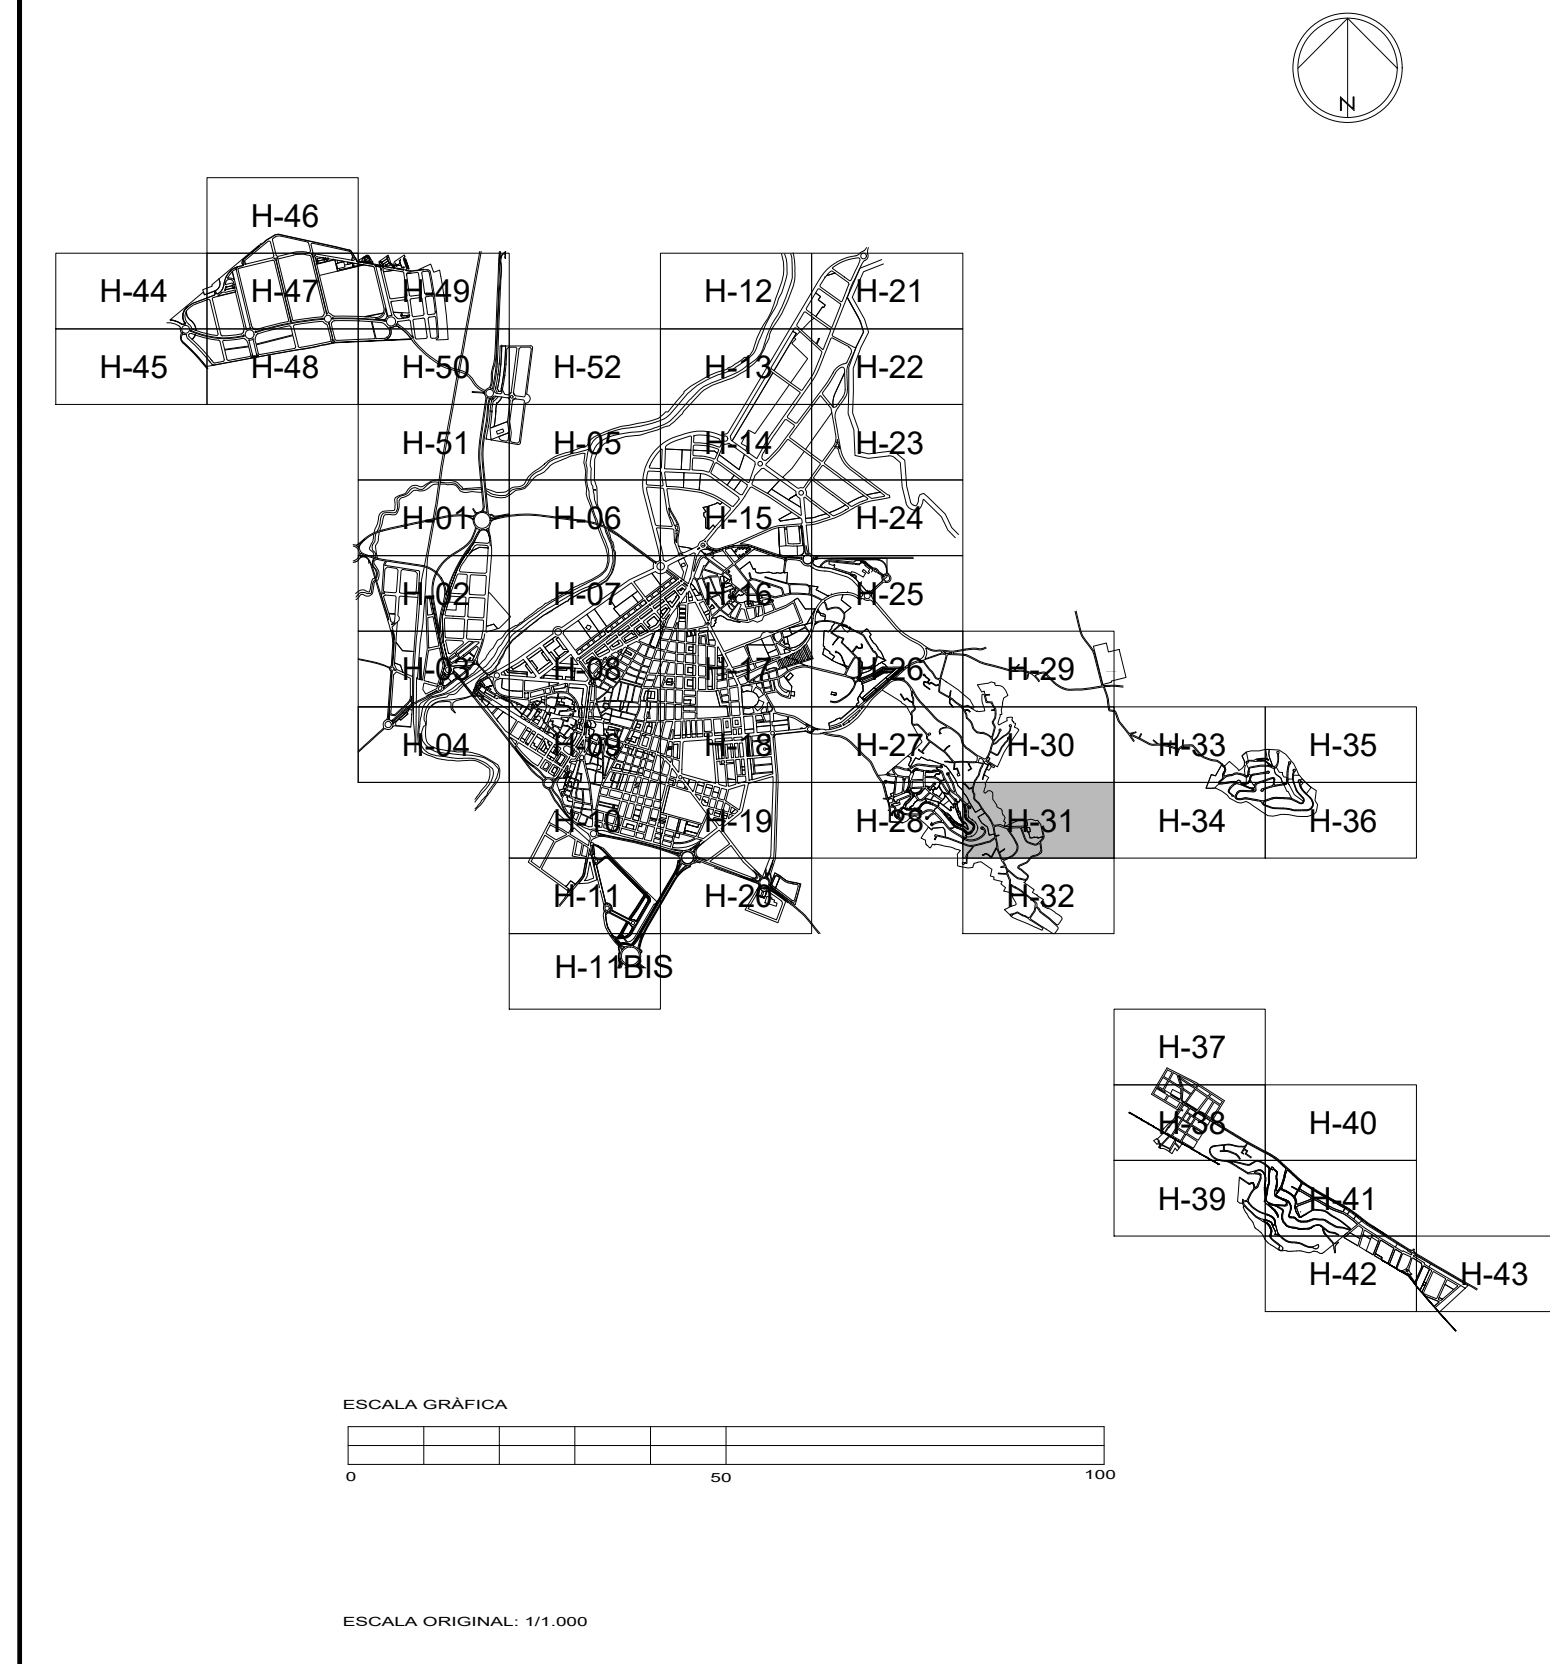 N
H-46
H-44 H-47 H-49 H-12 H-21
H-45 H-48 H-50 H-52 H-13 H-22
H-51 H-05 H-14 H-23
H-01 H-06 H-15 H-24
H-02 H-07 H-16 H-25
H-03 H-08 H-17 H-26 H-29
H-04 H-09 H-18 H-27 H-30 H-33 H-35
H-10 H-19 H-28 H-31 H-34 H-36
H-11 H-20 H-32
H-11BIS
H-37
H-38 H-40
H-39 H-41
H-42 H-43
ESCALA GRÀFICA
0 50 100
ESCALA ORIGINAL: 1/1.000